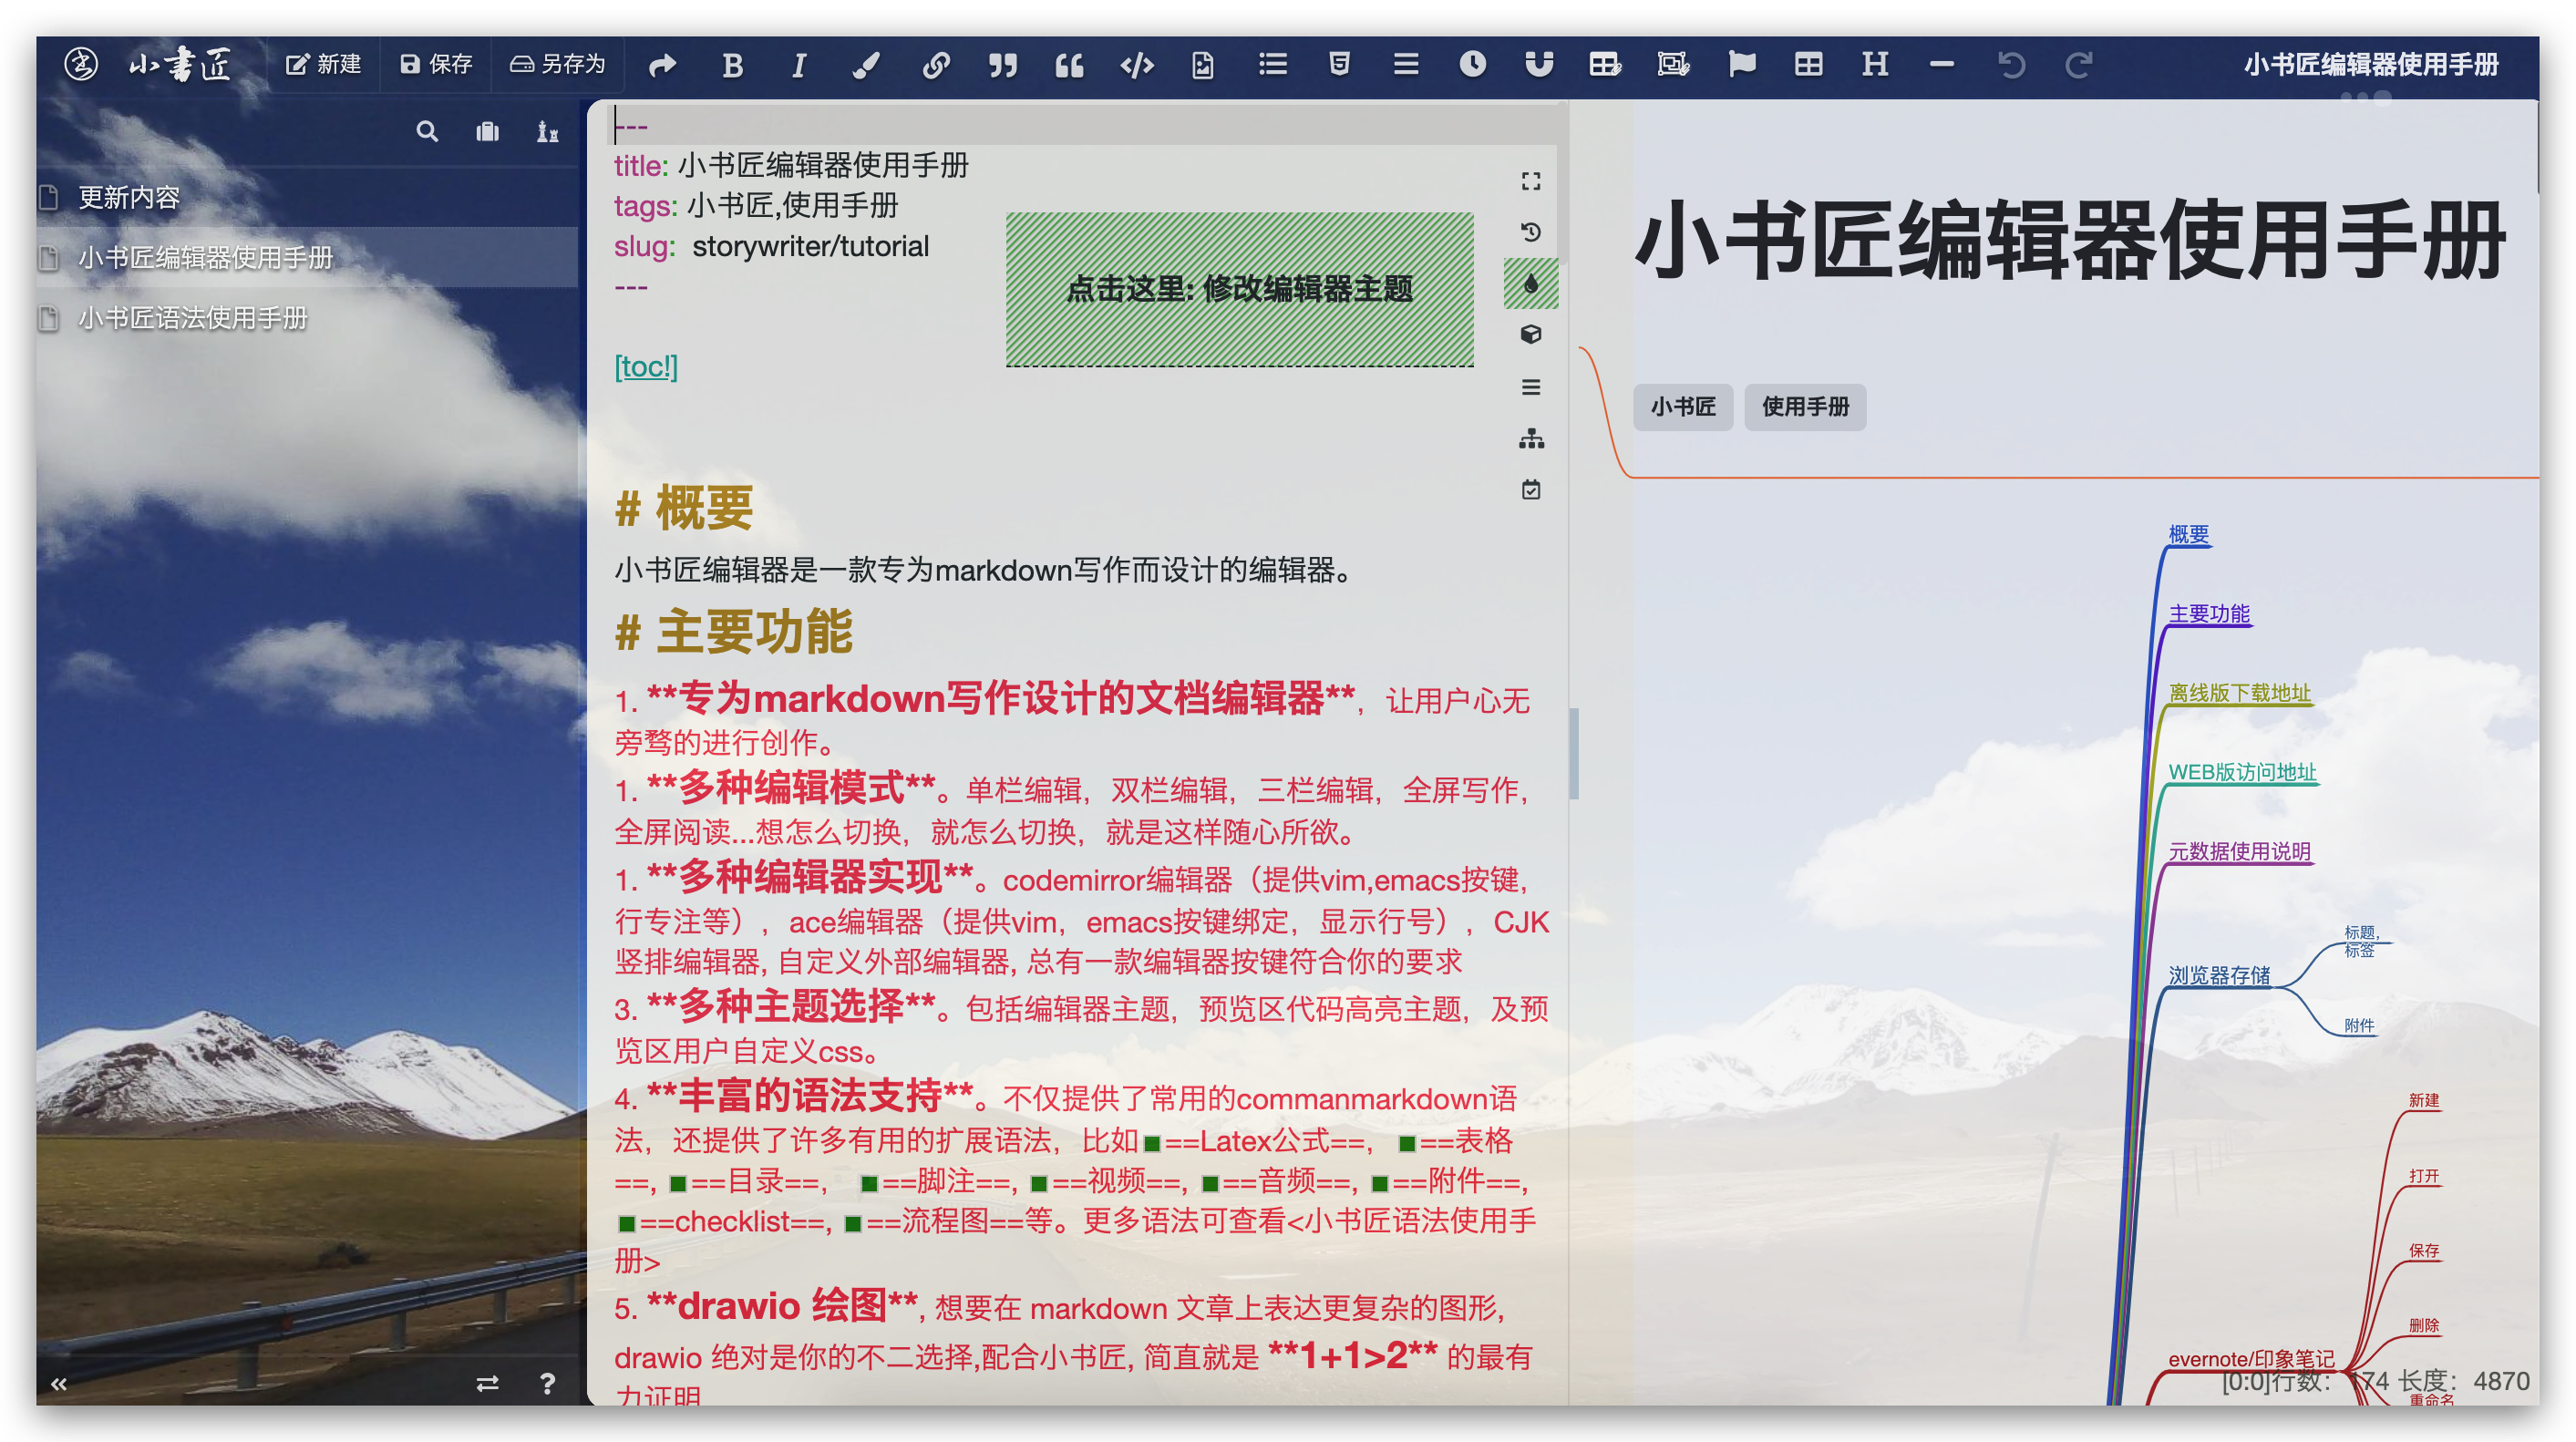 小書匠
新建
保存
另存为
小书匠编辑器使用手册
更新内容
小书匠编辑器使用手册
小书匠语法使用手册
---
title: 小书匠编辑器使用手册
tags: 小书匠,使用手册
slug: storywriter/tutorial
---
[toc!]
点击这里: 修改编辑器主题
# 概要
小书匠编辑器是一款专为markdown写作而设计的编辑器。
# 主要功能
1. **专为markdown写作设计的文档编辑器**，让用户心无
旁骛的进行创作。
1. **多种编辑模式**。单栏编辑，双栏编辑，三栏编辑，全屏写作，
全屏阅读...想怎么切换，就怎么切换，就是这样随心所欲。
1. **多种编辑器实现**。codemirror编辑器（提供vim,emacs按键，
行专注等），ace编辑器（提供vim，emacs按键绑定，显示行号），CJK
竖排编辑器, 自定义外部编辑器, 总有一款编辑器按键符合你的要求
3. **多种主题选择**。包括编辑器主题，预览区代码高亮主题，及预
览区用户自定义css。
4. **丰富的语法支持**。不仅提供了常用的commanmarkdown语
法，还提供了许多有用的扩展语法，比如==Latex公式==，==表格
==, ==目录==，==脚注==, ==视频==, ==音频==, ==附件==,
==checklist==, ==流程图==等。更多语法可查看<小书匠语法使用手
册>
5. **drawio 绘图**, 想要在 markdown 文章上表达更复杂的图形,
drawio 绝对是你的不二选择,配合小书匠, 简直就是 **1+1>2** 的最有
力证明
小书匠编辑器使用手册
小书匠
使用手册
概要
主要功能
离线版下载地址
WEB版访问地址
元数据使用说明
浏览器存储
标题，
标签
附件
evernote/印象笔记
新建
打开
保存
删除
重命名
[0:0]行数：174 长度：4870